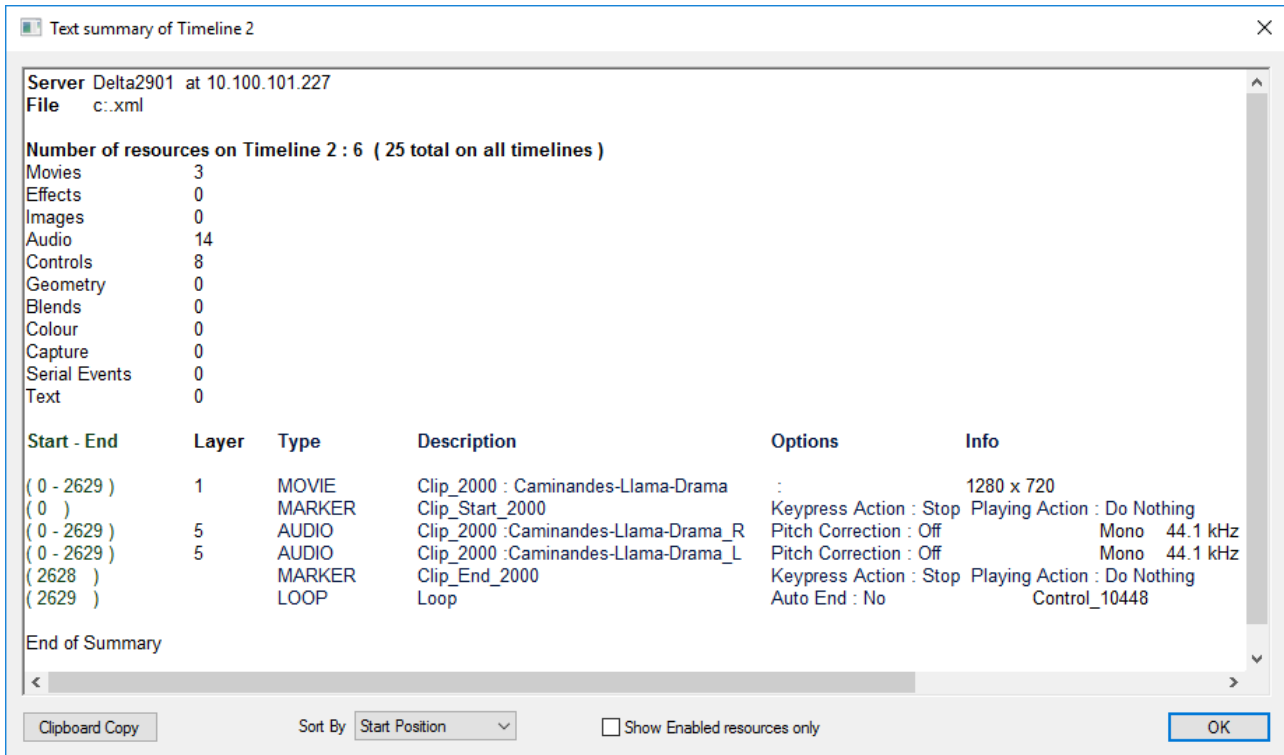 Text summary of Timeline 2
Server Delta2901 at 10.100.101.227
File c:.xml
Number of resources on Timeline 2 : 6 ( 25 total on all timelines )
Movies 3
Effects 0
Images 0
Audio 14
Controls 8
Geometry 0
Blends 0
Colour 0
Capture 0
Serial Events 0
Text 0
Start - End Layer Type Description Options Info
( 0 - 2629 ) 1 MOVIE Clip_2000 : Caminandes-Llama-Drama : 1280 x 720
( 0 ) MARKER Clip_Start_2000 Keypress Action : Stop Playing Action : Do Nothing
( 0 - 2629 ) 5 AUDIO Clip_2000 :Caminandes-Llama-Drama_R Pitch Correction : Off Mono 44.1 kHz
( 0 - 2629 ) 5 AUDIO Clip_2000 :Caminandes-Llama-Drama_L Pitch Correction : Off Mono 44.1 kHz
( 2628 ) MARKER Clip_End_2000 Keypress Action : Stop Playing Action : Do Nothing
( 2629 ) LOOP Loop Auto End : No Control_10448
End of Summary
Clipboard Copy Sort By Start Position Show Enabled resources only OK